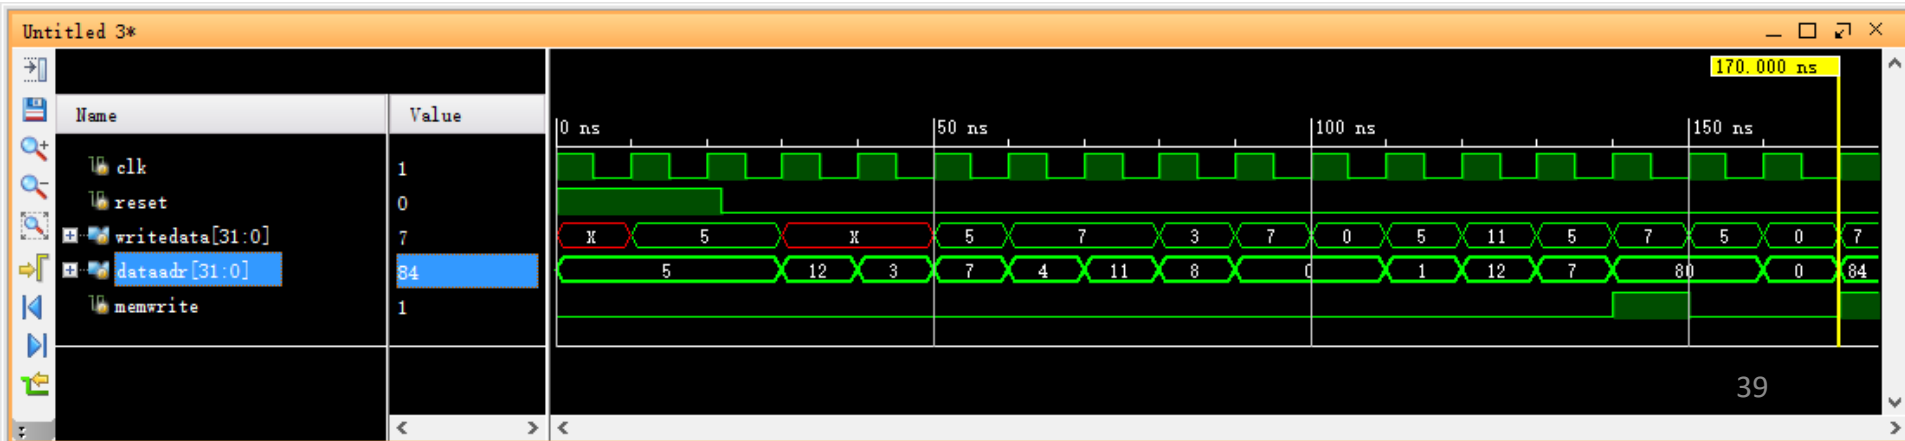 Untitled 3*
170.000 ns
Name Value
0 ns 50 ns 100 ns 150 ns
clk 1
reset 0
writedata[31:0] 7 X 5 X 5 7 3 7 0 5 11 5 7 5 0 7
dataadr[31:0] 84 5 12 3 7 4 11 8 0 1 12 7 80 0 84
memwrite 1
39